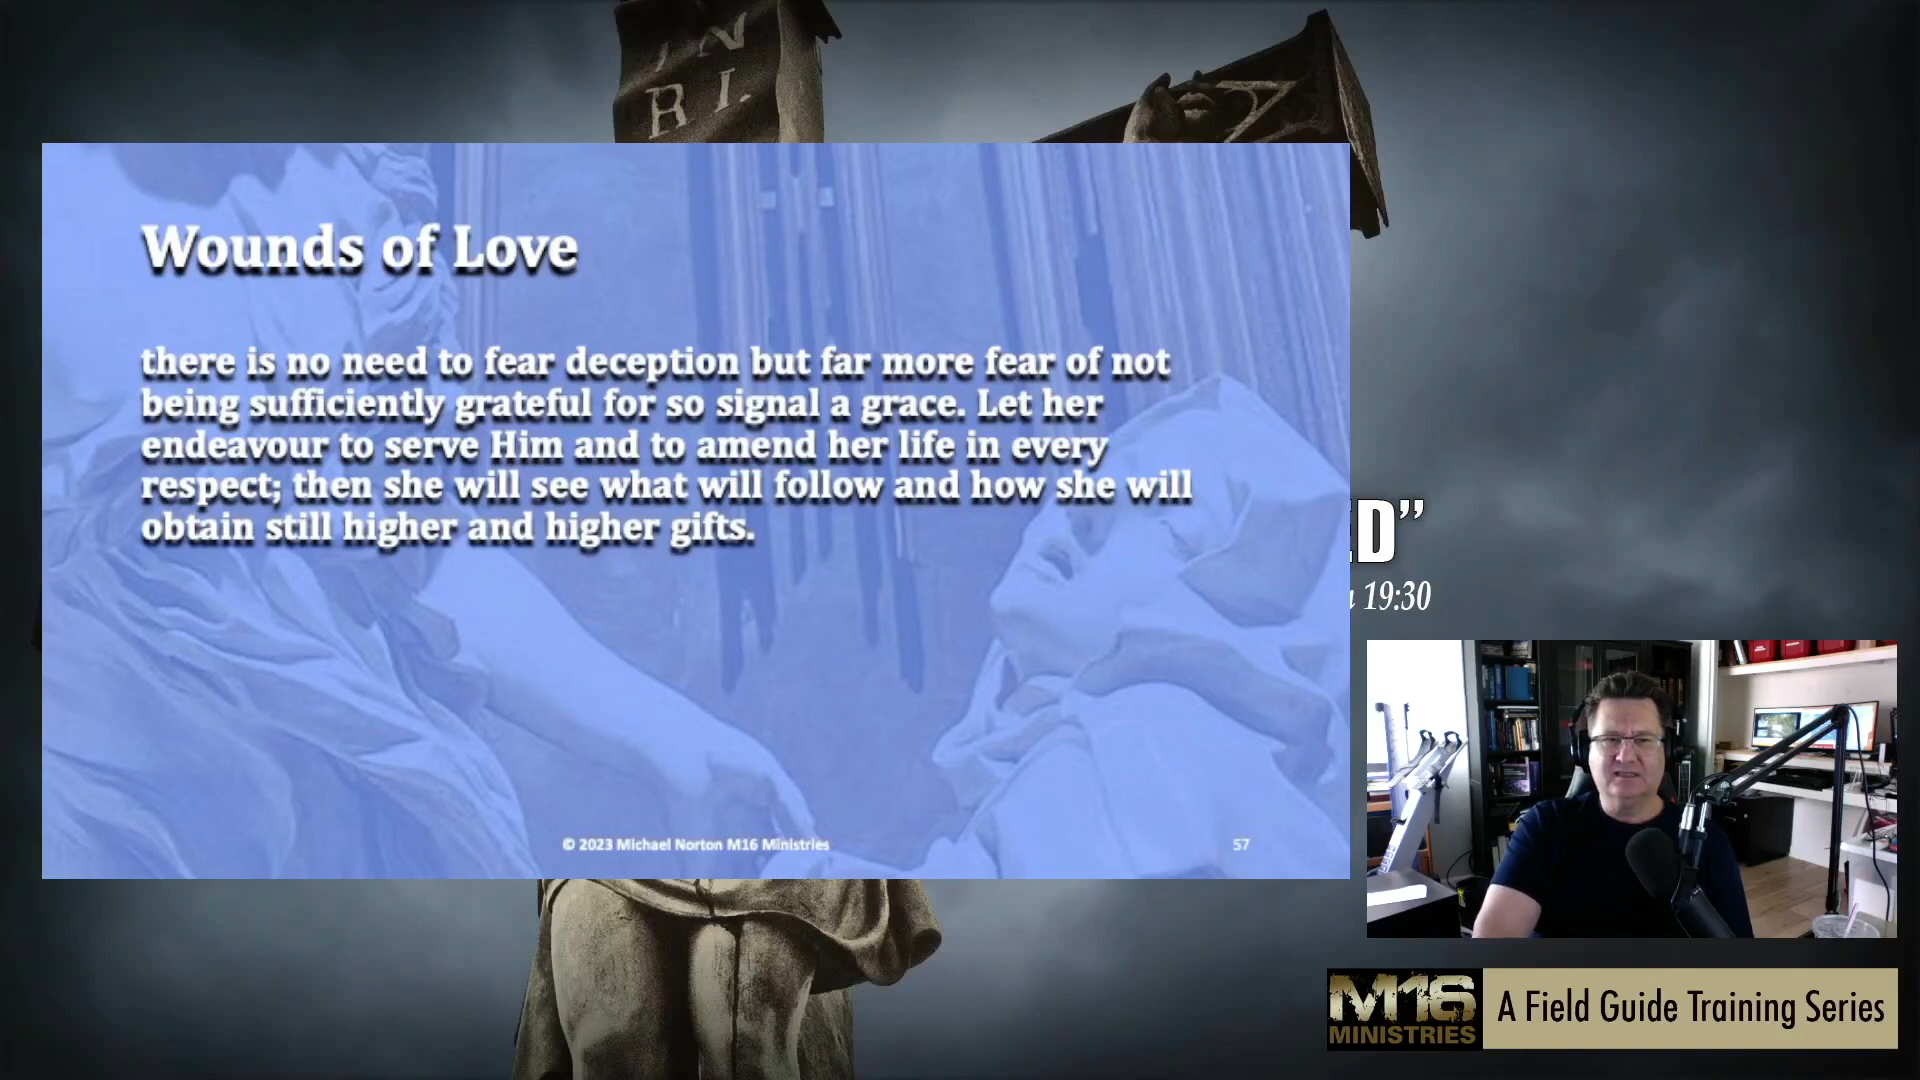 IN
R I.
Z
Wounds of Love
there is no need to fear deception but far more fear of not
being sufficiently grateful for so signal a grace. Let her
endeavour to serve Him and to amend her life in every
respect; then she will see what will follow and how she will
obtain still higher and higher gifts.
© 2023 Michael Norton M16 Ministries
57
ED”
19:30
M16
MINISTRIES
A Field Guide Training Series